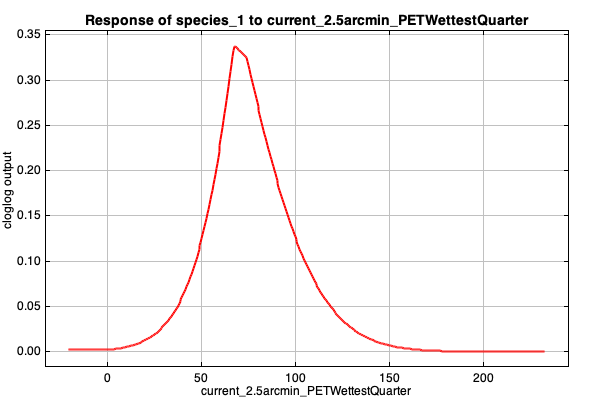 Response of species_1 to current_2.5arcmin_PETWettestQuarter
0.35
0.30
0.25
0.20
0.15
0.10
0.05
0.00
cloglog output
0 50 100 150 200
current_2.5arcmin_PETWettestQuarter